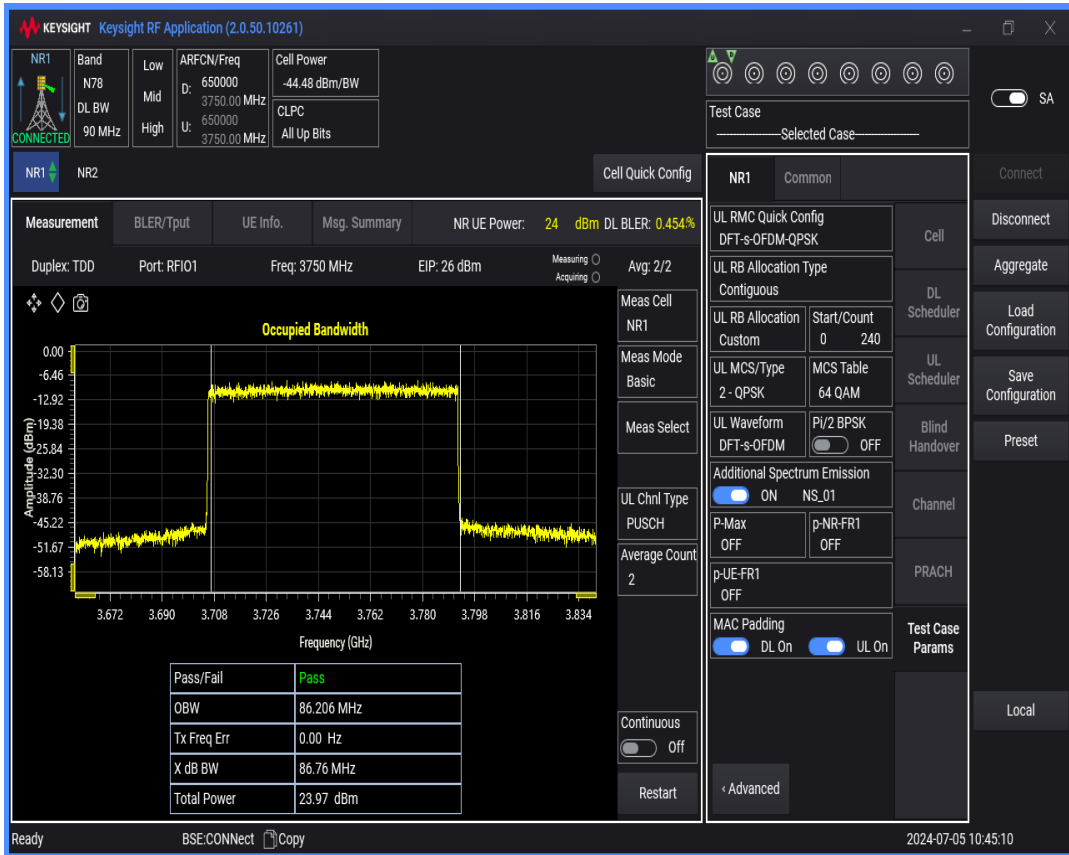 KEYSIGHT Keysight RF Application (2.0.50.10261)
NR1
CONNECTED
Band
N78
DL BW
90 MHz
Low
Mid
High
ARFCN/Freq
D: 650000
3750.00 MHz
U: 650000
3750.00 MHz
Cell Power
-44.48 dBm/BW
CLPC
All Up Bits
Test Case
-----------------Selected Case-----------------
SA
NR1
NR2
Cell Quick Config
Measurement
BLER/Tput
UE Info.
Msg. Summary
NR UE Power: 24 dBm DL BLER: 0.454%
Duplex: TDD
Port: RFIO1
Freq: 3750 MHz
EIP: 26 dBm
Measuring
Acquiring
Avg: 2/2
Occupied Bandwidth
Amplitude (dBm)
0.00
-6.46
-12.92
-19.38
-25.84
-32.30
-38.76
-45.22
-51.67
-58.13
3.672 3.690 3.708 3.726 3.744 3.762 3.780 3.798 3.816 3.834
Frequency (GHz)
Pass/Fail Pass
OBW 86.206 MHz
Tx Freq Err 0.00 Hz
X dB BW 86.76 MHz
Total Power 23.97 dBm
Meas Cell
NR1
Meas Mode
Basic
Meas Select
UL Chnl Type
PUSCH
Average Count
2
Continuous
Off
Restart
NR1
Common
UL RMC Quick Config
DFT-s-OFDM-QPSK
UL RB Allocation Type
Contiguous
UL RB Allocation
Custom
Start/Count
0 240
UL MCS/Type
2 - QPSK
MCS Table
64 QAM
UL Waveform
DFT-s-OFDM
Pi/2 BPSK
OFF
Additional Spectrum Emission
ON NS_01
P-Max
OFF
p-NR-FR1
OFF
p-UE-FR1
OFF
MAC Padding
DL On UL On
‹ Advanced
Cell
DL
Scheduler
UL
Scheduler
Blind
Handover
Channel
PRACH
Test Case
Params
Connect
Disconnect
Aggregate
Load
Configuration
Save
Configuration
Preset
Local
Ready
BSE:CONNect Copy
2024-07-05 10:45:10